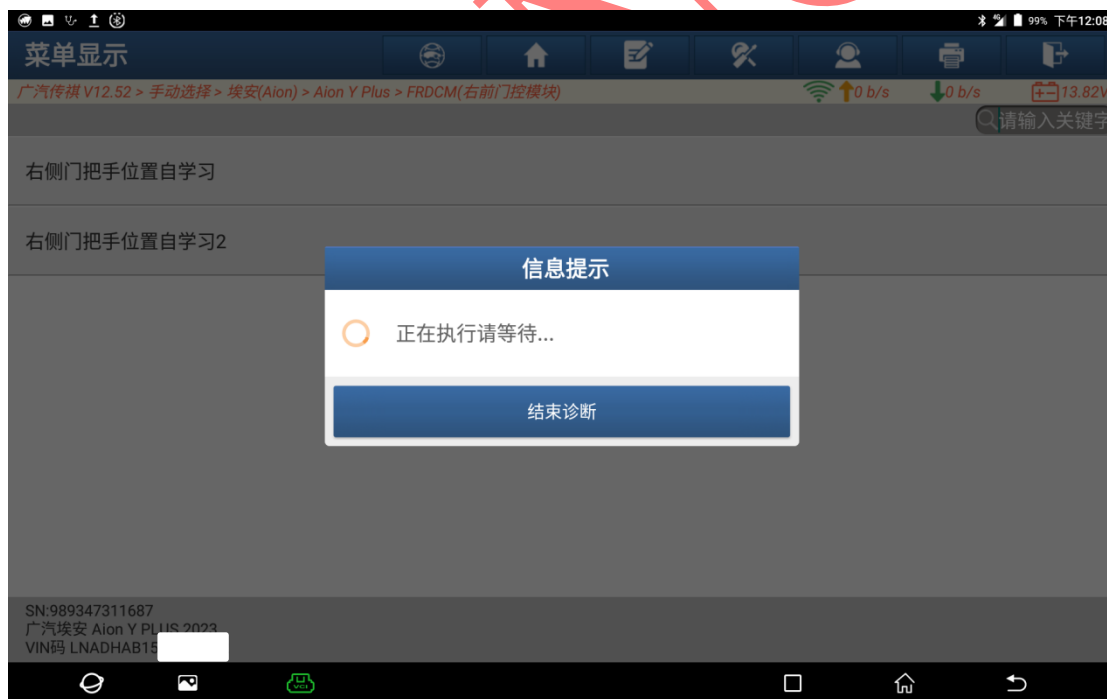 99% 下午12:08
菜单显示
广汽传祺 V12.52 > 手动选择 > 埃安(Aion) > Aion Y Plus > FRDCM(右前门控模块)
0 b/s
0 b/s
13.82V
请输入关键字
右侧门把手位置自学习
右侧门把手位置自学习2
信息提示
正在执行请等待...
结束诊断
SN:989347311687
广汽埃安 Aion Y PLUS 2023
VIN码 LNADHAB15
VCI